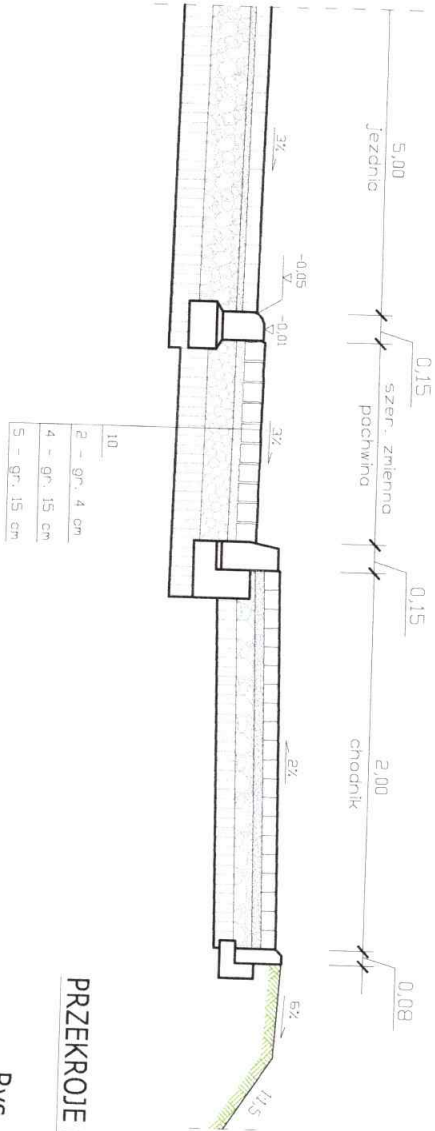 5,00
jezdnia
0,15
szer. zmienna
pachwina
0,15
2,00
chodnik
0,08
3%
-0,05
-0,01
3%
2%
6%
1:1,5
10
2 - gr. 4 cm
4 - gr. 15 cm
5 - gr. 15 cm
PRZEKROJE